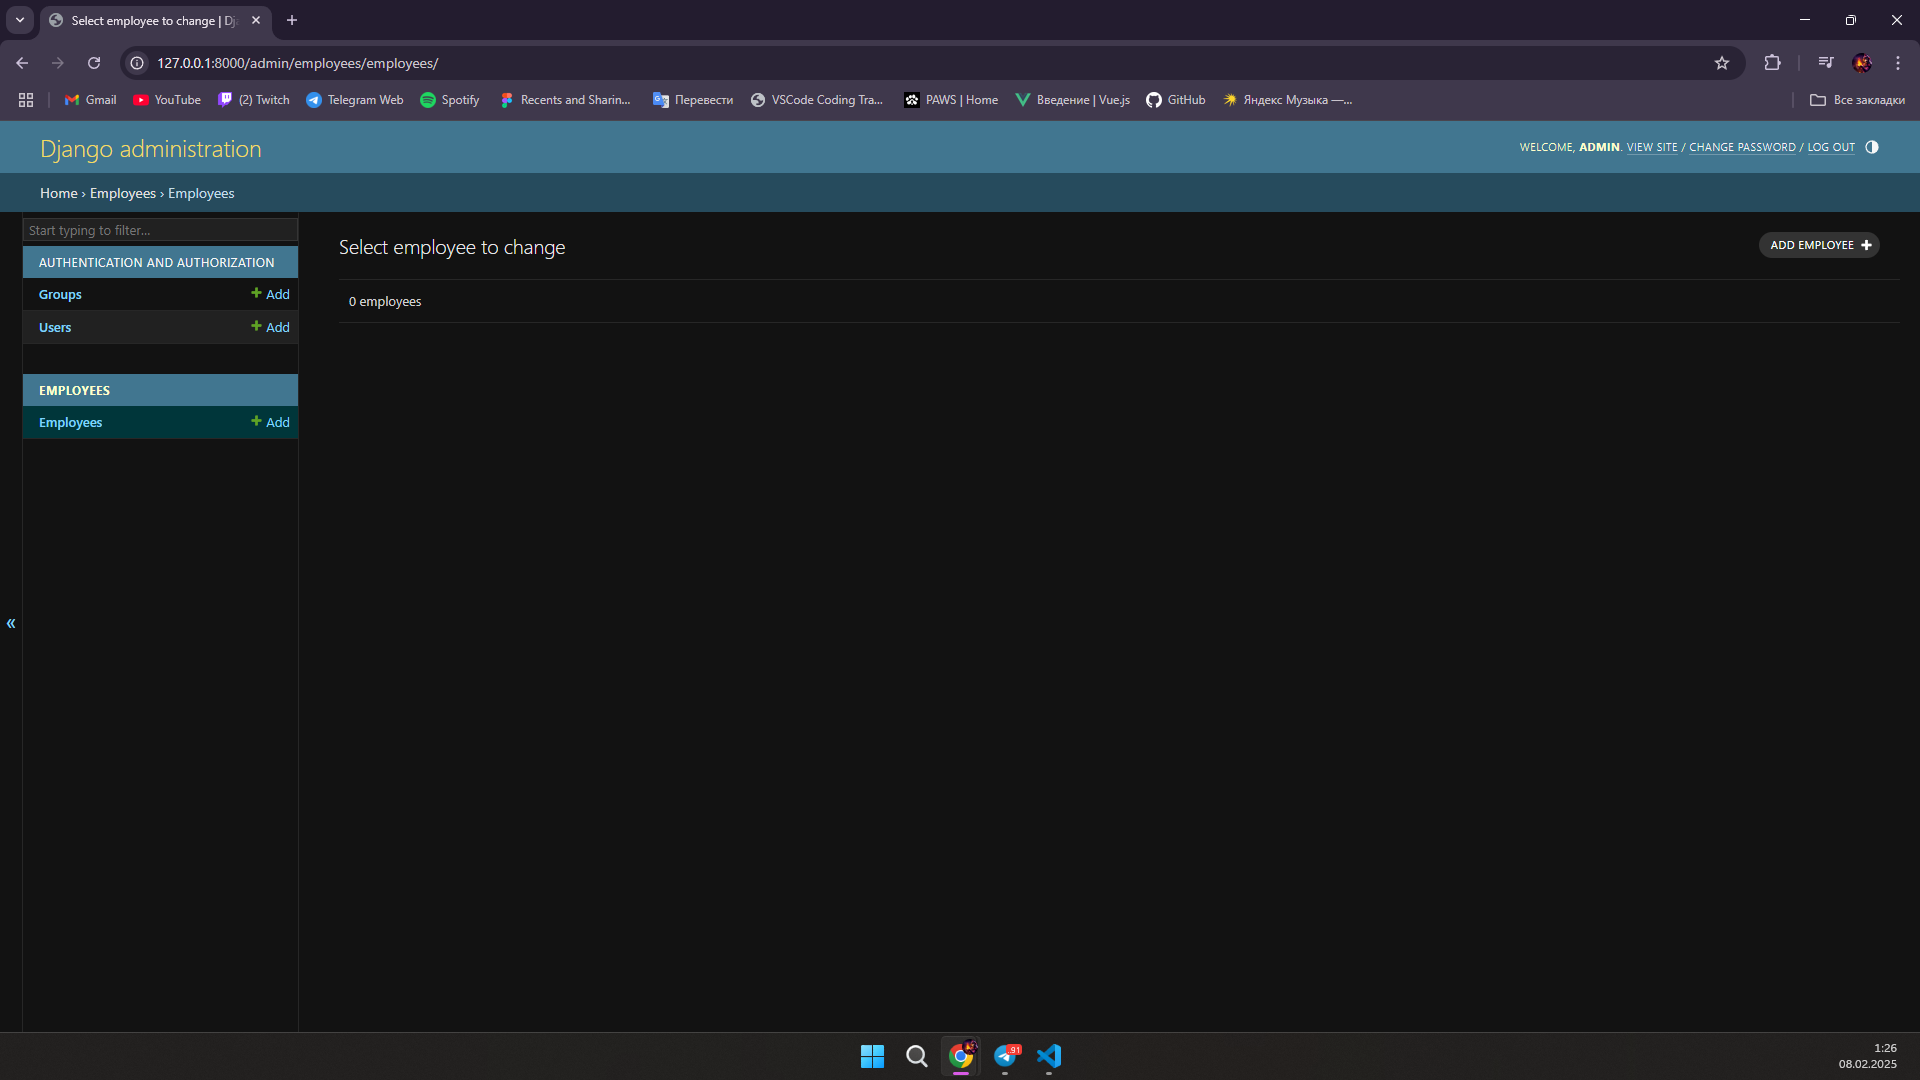 Select employee to change | Dj
127.0.0.1:8000/admin/employees/employees/
Gmail
YouTube
(2) Twitch
Telegram Web
Spotify
Recents and Sharin...
Перевести
VSCode Coding Tra...
PAWS | Home
Введение | Vue.js
GitHub
Яндекс Музыка —...
Все закладки
Django administration
WELCOME, ADMIN. VIEW SITE / CHANGE PASSWORD / LOG OUT
Home › Employees › Employees
Start typing to filter...
AUTHENTICATION AND AUTHORIZATION
Groups
Add
Users
Add
EMPLOYEES
Employees
Add
«
Select employee to change
ADD EMPLOYEE
0 employees
1:26
08.02.2025